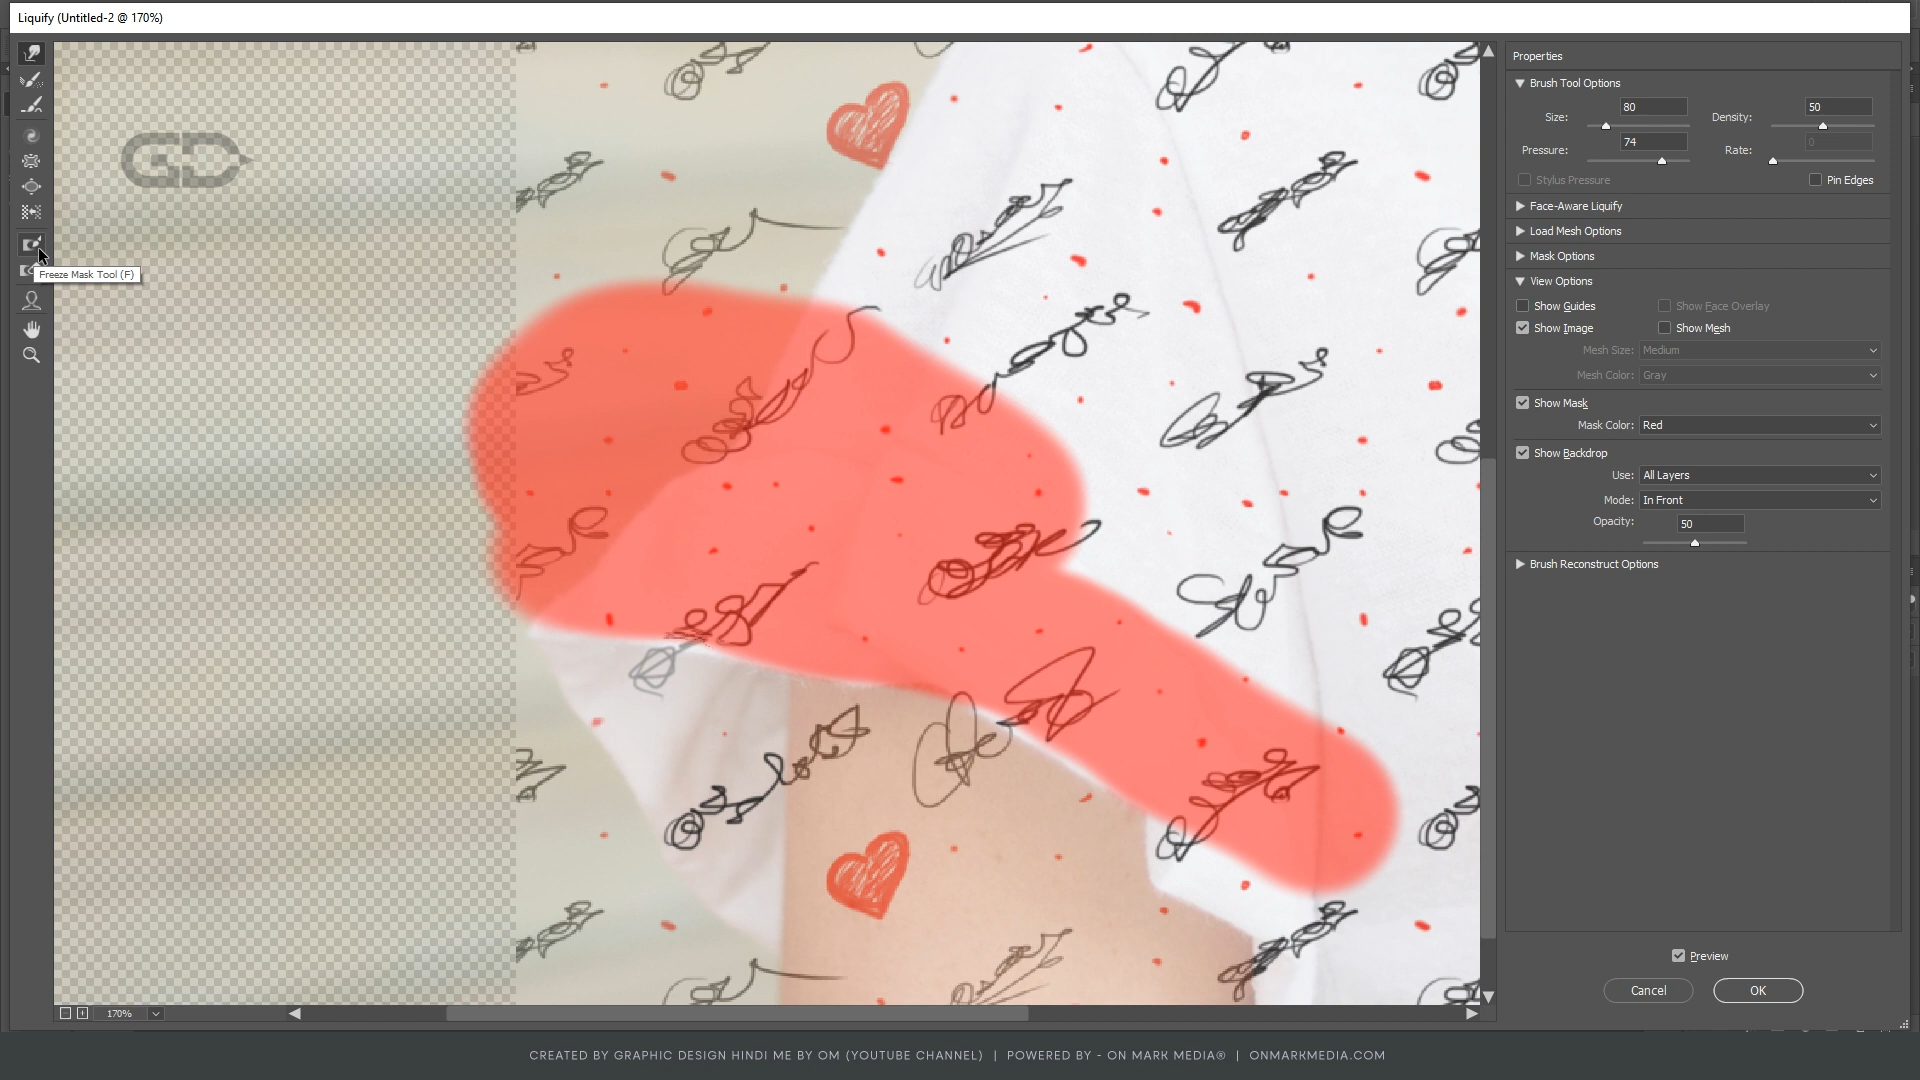 Liquify (Untitled-2 @ 170%)
GD
Freeze Mask Tool (F)
Properties
Brush Tool Options
Size: 80 Density: 50
Pressure: 74 Rate: 0
Stylus Pressure Pin Edges
Face-Aware Liquify
Load Mesh Options
Mask Options
View Options
Show Guides Show Face Overlay
Show Image Show Mesh
Mesh Size: Medium
Mesh Color: Gray
Show Mask
Mask Color: Red
Show Backdrop
Use: All Layers
Mode: In Front
Opacity: 50
Brush Reconstruct Options
Preview
Cancel OK
170%
CREATED BY GRAPHIC DESIGN HINDI ME BY OM (YOUTUBE CHANNEL) | POWERED BY - ON MARK MEDIA® | ONMARKMEDIA.COM